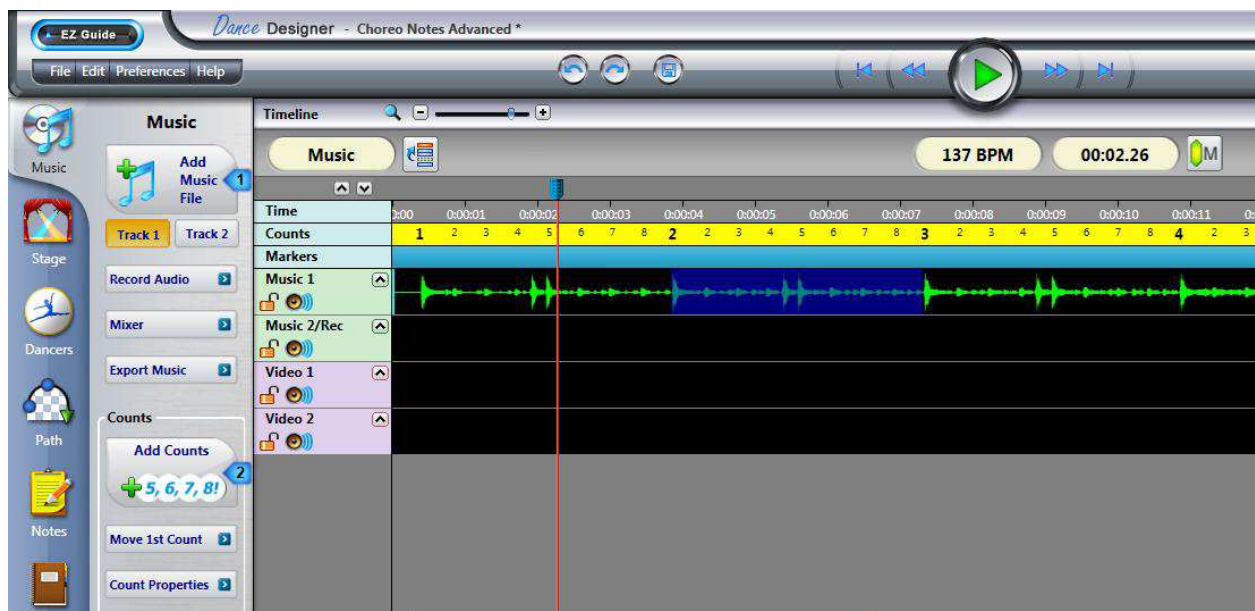 EZ Guide
Dance Designer - Choreo Notes Advanced *
File Edit Preferences Help
Music
Stage
Dancers
Path
Notes
Music
Add
Music
File
1
Track 1 Track 2
Record Audio
Mixer
Export Music
Counts
Add Counts
5, 6, 7, 8!
2
Move 1st Count
Count Properties
Timeline
Music 137 BPM 00:02.26 M
Time 0:00:01 0:00:02 0:00:03 0:00:04 0:00:05 0:00:06 0:00:07 0:00:08 0:00:09 0:00:10 0:00:11
Counts 1 2 3 4 5 6 7 8 2 2 3 4 5 6 7 8 3 2 3 4 5 6 7 8 4 2 3
Markers
Music 1
Music 2/Rec
Video 1
Video 2